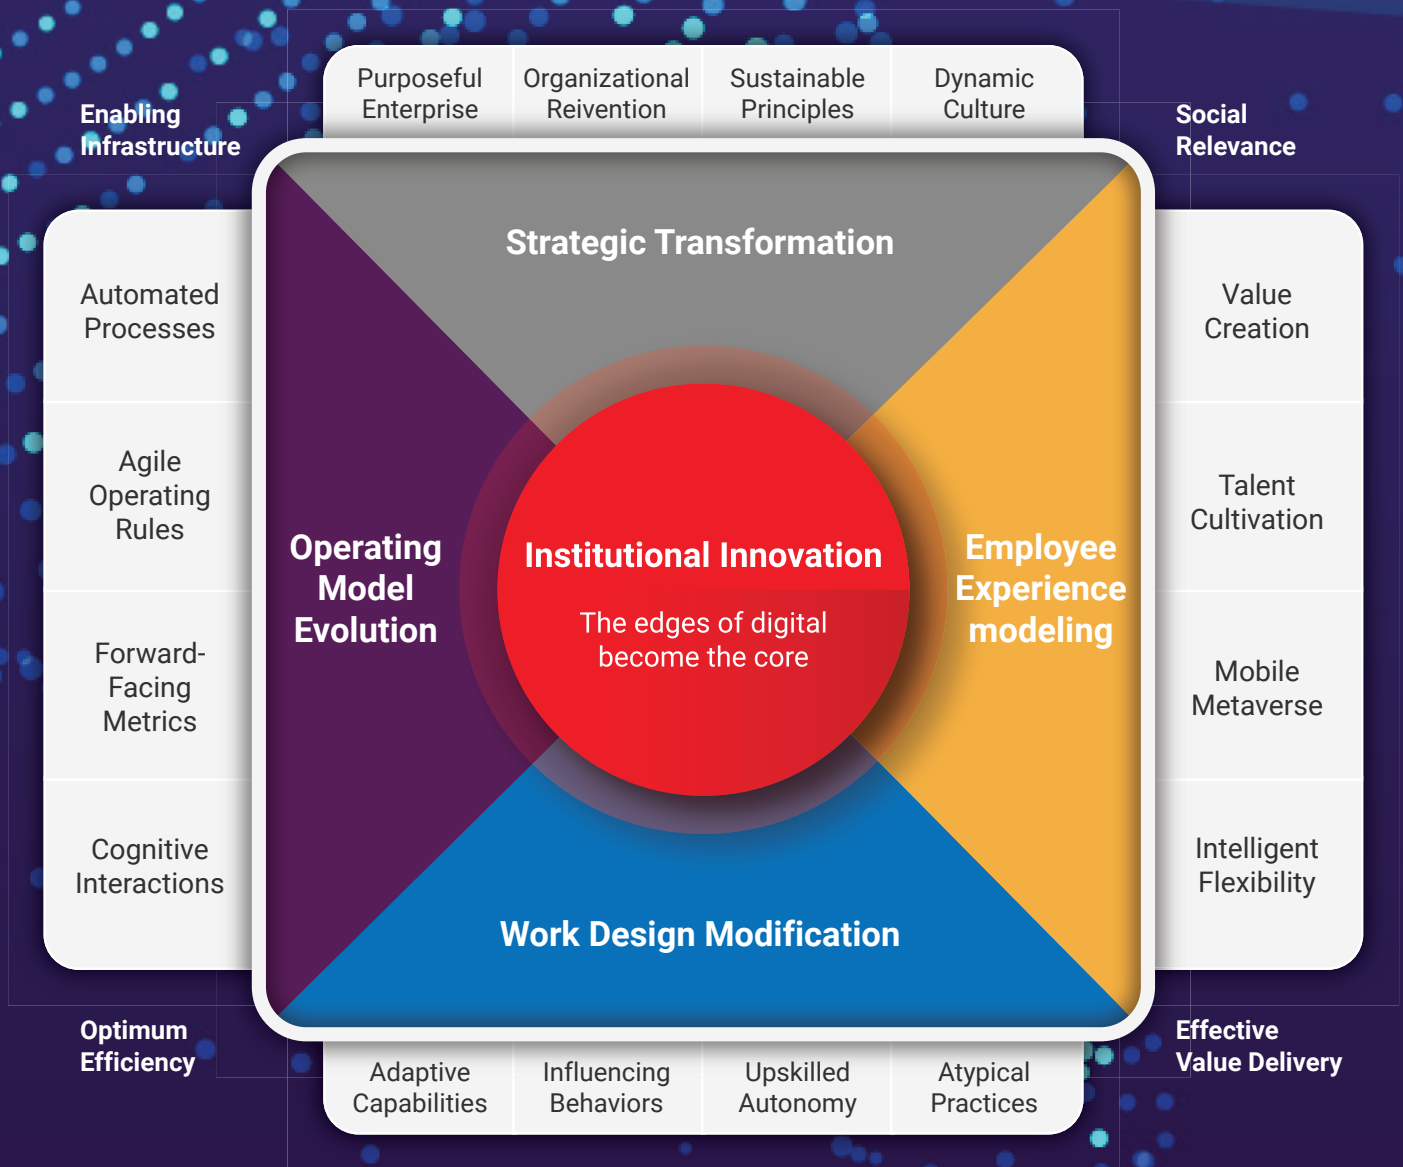 Purposeful
Enterprise
Organizational
Reivention
Sustainable
Principles
Dynamic
Culture
Enabling
Infrastructure
Social
Relevance
Strategic Transformation
Automated
Processes
Agile
Operating
Rules
Forward-
Facing
Metrics
Cognitive
Interactions
Operating
Model
Evolution
Institutional Innovation
The edges of digital
become the core
Employee
Experience
modeling
Value
Creation
Talent
Cultivation
Mobile
Metaverse
Intelligent
Flexibility
Work Design Modification
Optimum
Efficiency
Effective
Value Delivery
Adaptive
Capabilities
Influencing
Behaviors
Upskilled
Autonomy
Atypical
Practices